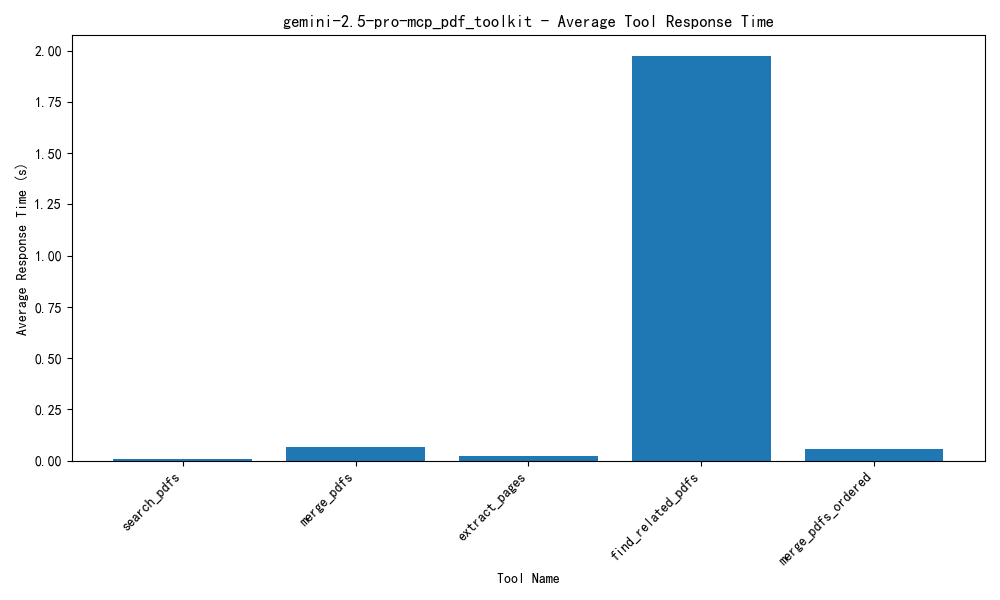 gemini-2.5-pro-mcp_pdf_toolkit - Average Tool Response Time
Average Response Time (s)
2.00
1.75
1.50
1.25
1.00
0.75
0.50
0.25
0.00
search_pdfs
merge_pdfs
extract_pages
find_related_pdfs
merge_pdfs_ordered
Tool Name